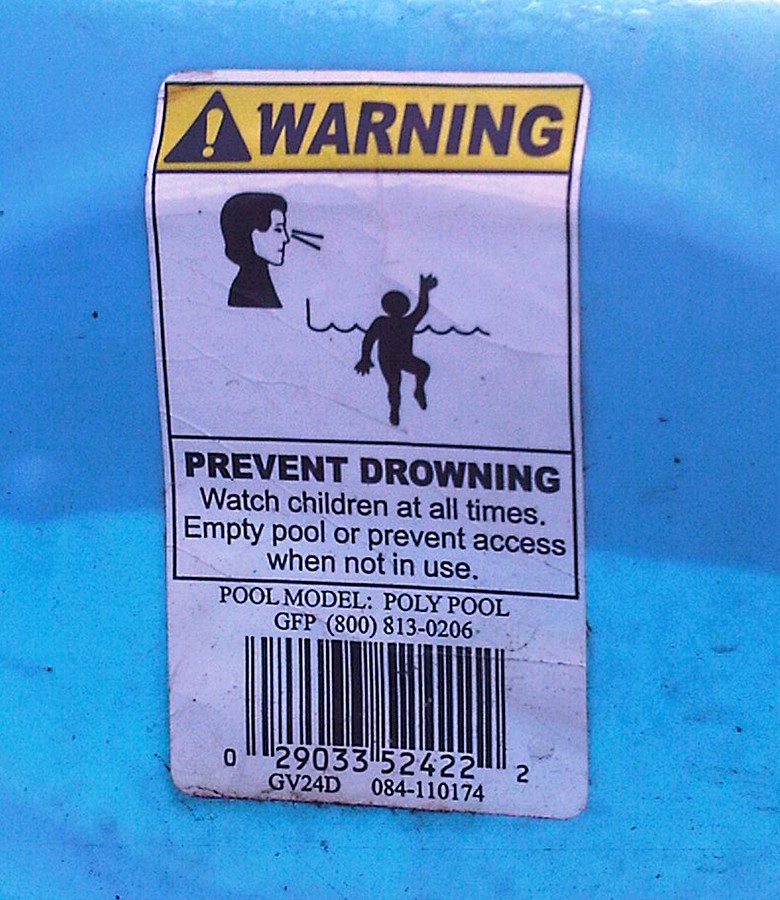 WARNING
PREVENT DROWNING
Watch children at all times.
Empty pool or prevent access
when not in use.
POOL MODEL: POLY POOL
GFP (800) 813-0206
0 29033 52422 2
GV24D 084-110174